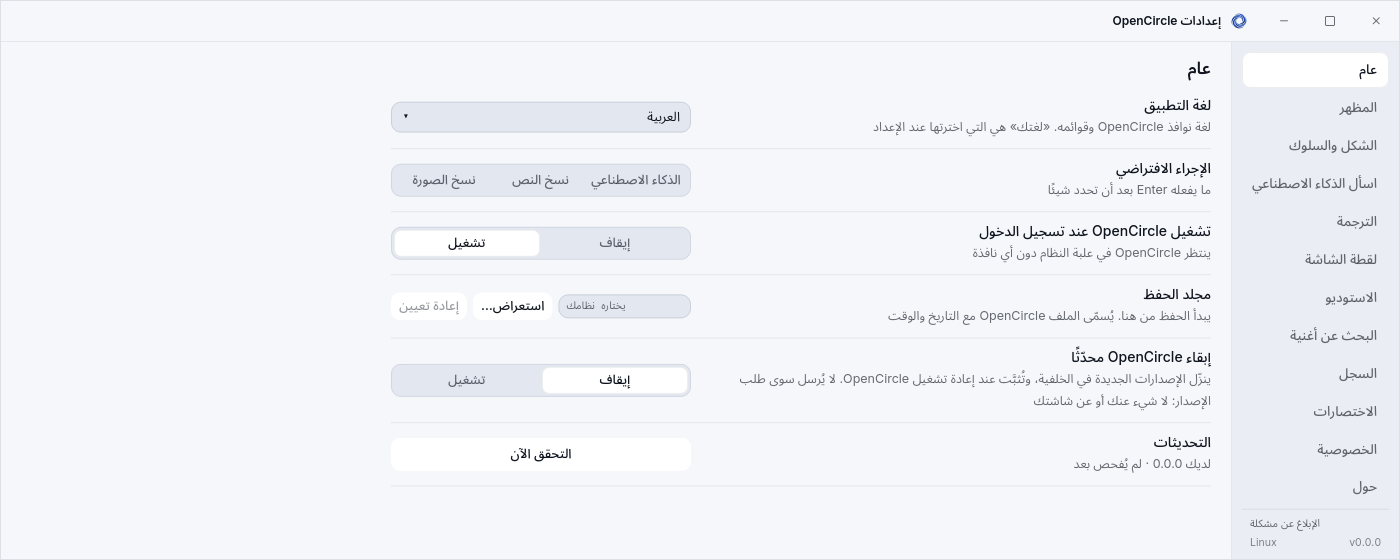 إعدادات OpenCircle
عام
المظهر
الشكل والسلوك
اسأل الذكاء الاصطناعي
الترجمة
لقطة الشاشة
الاستوديو
البحث عن أغنية
السجل
الاختصارات
الخصوصية
حول
الإبلاغ عن مشكلة
v0.0.0
Linux
عام
لغة التطبيق
لغة نوافذ OpenCircle وقوائمه. «لغتك» هي التي اخترتها عند الإعداد
العربية
الإجراء الافتراضي
ما يفعله Enter بعد أن تحدد شيئًا
الذكاء الاصطناعي
نسخ النص
نسخ الصورة
تشغيل OpenCircle عند تسجيل الدخول
ينتظر OpenCircle في علبة النظام دون أي نافذة
إيقاف
تشغيل
مجلد الحفظ
يبدأ الحفظ من هنا. يُسمّى الملف OpenCircle مع التاريخ والوقت
يختاره نظامك
استعراض...
إعادة تعيين
إبقاء OpenCircle محدّثًا
ينزّل الإصدارات الجديدة في الخلفية، وتُثبَّت عند إعادة تشغيل OpenCircle. لا يُرسل سوى طلب
الإصدار: لا شيء عنك أو عن شاشتك
إيقاف
تشغيل
التحديثات
لديك 0.0.0 · لم يُفحص بعد
التحقق الآن